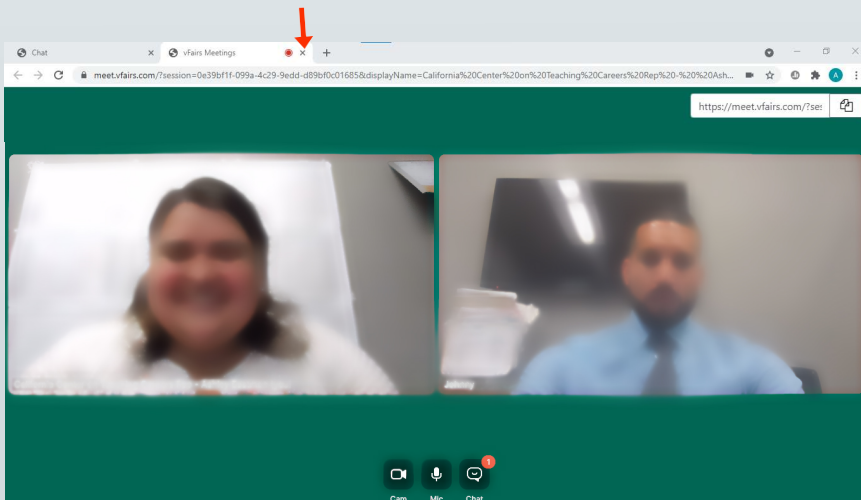 Chat
vFairs Meetings
meet.vfairs.com/?session=0e39bf1f-099a-4c29-9edd-d89bf0c01685&displayName=California%20Center%20on%20Teaching%20Careers%20Rep%20-%20%20Ash...
A
https://meet.vfairs.com/?ses
Johnny
1
Cam Mic Chat